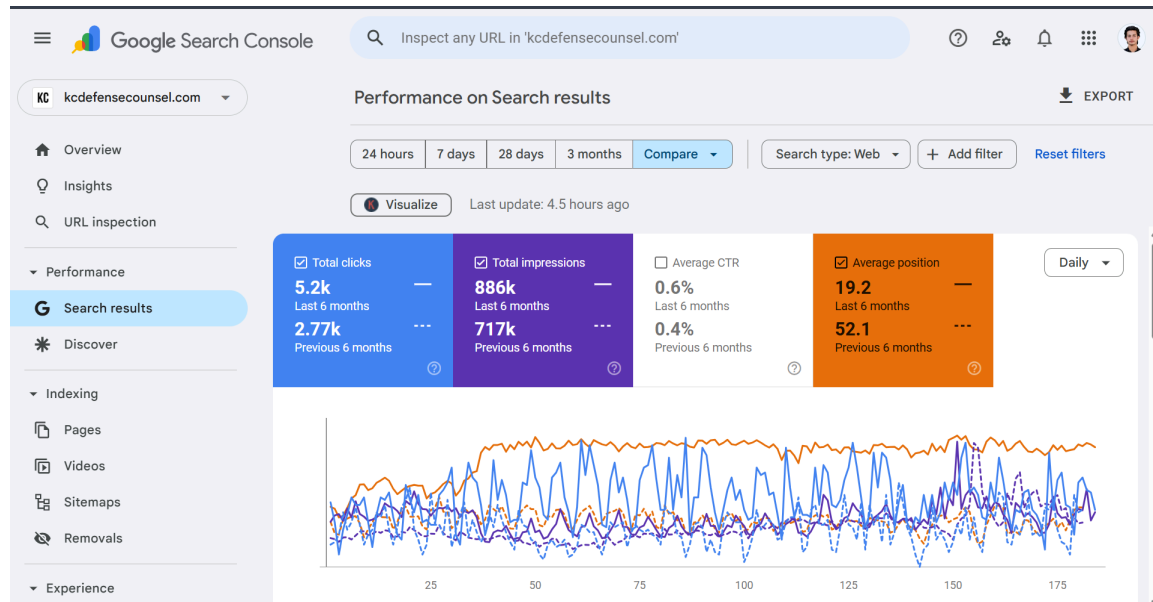 Google Search Console
Inspect any URL in 'kcdefensecounsel.com'
KC kcdefensecounsel.com
Overview
Insights
URL inspection
Performance
Search results
Discover
Indexing
Pages
Videos
Sitemaps
Removals
Experience
Performance on Search results
EXPORT
24 hours 7 days 28 days 3 months Compare Search type: Web + Add filter Reset filters
K Visualize Last update: 4.5 hours ago
Total clicks
5.2k
Last 6 months
2.77k
Previous 6 months
Total impressions
886k
Last 6 months
717k
Previous 6 months
Average CTR
0.6%
Last 6 months
0.4%
Previous 6 months
Average position
19.2
Last 6 months
52.1
Previous 6 months
Daily
25 50 75 100 125 150 175